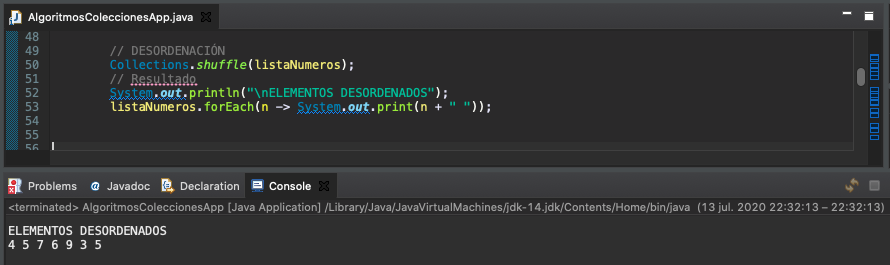 AlgoritmosColeccionesApp.java
48
49 // DESORDENACIÓN
50 Collections.shuffle(listaNumeros);
51 // Resultado
52 System.out.println("\nELEMENTOS DESORDENADOS");
53 listaNumeros.forEach(n -> System.out.print(n + " "));
54
55
56
Problems @ Javadoc Declaration Console
<terminated> AlgoritmosColeccionesApp [Java Application] /Library/Java/JavaVirtualMachines/jdk-14.jdk/Contents/Home/bin/java (13 jul. 2020 22:32:13 – 22:32:13)
ELEMENTOS DESORDENADOS
4 5 7 6 9 3 5